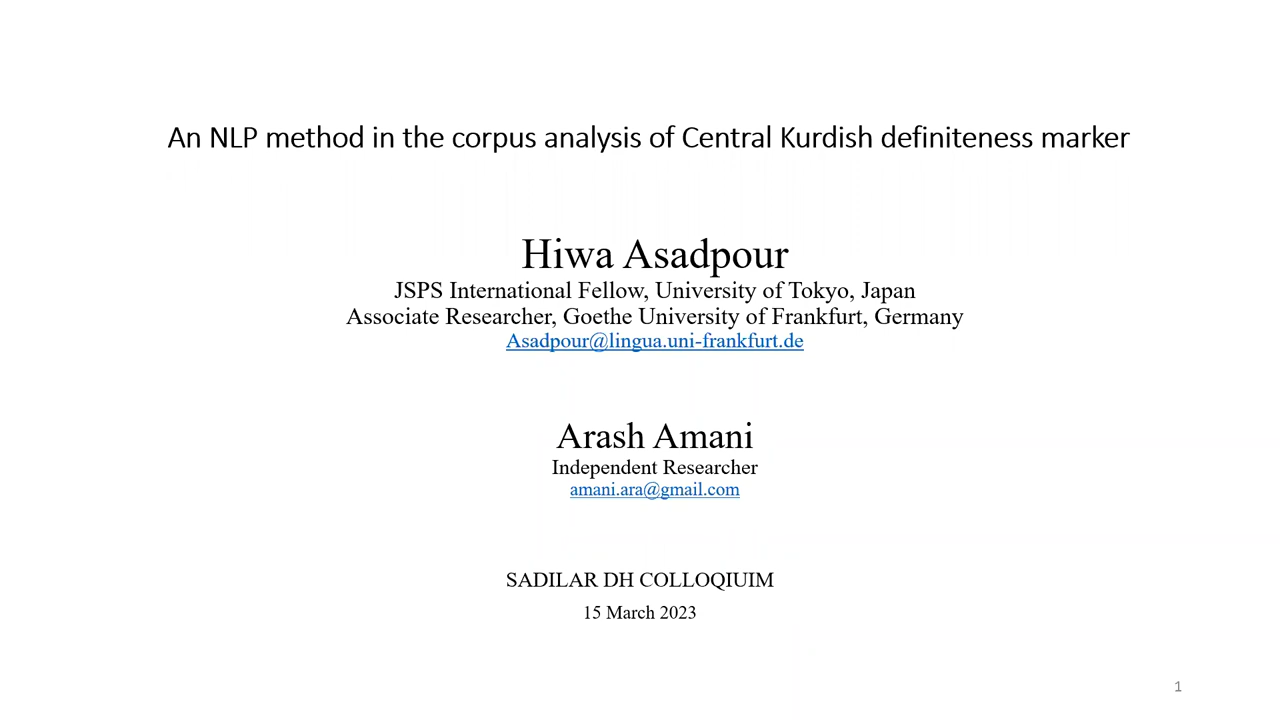 An NLP method in the corpus analysis of Central Kurdish definiteness marker
Hiwa Asadpour
JSPS International Fellow, University of Tokyo, Japan
Associate Researcher, Goethe University of Frankfurt, Germany
Asadpour@lingua.uni-frankfurt.de
Arash Amani
Independent Researcher
amani.ara@gmail.com
SADILAR DH COLLOQIUIM
15 March 2023
1